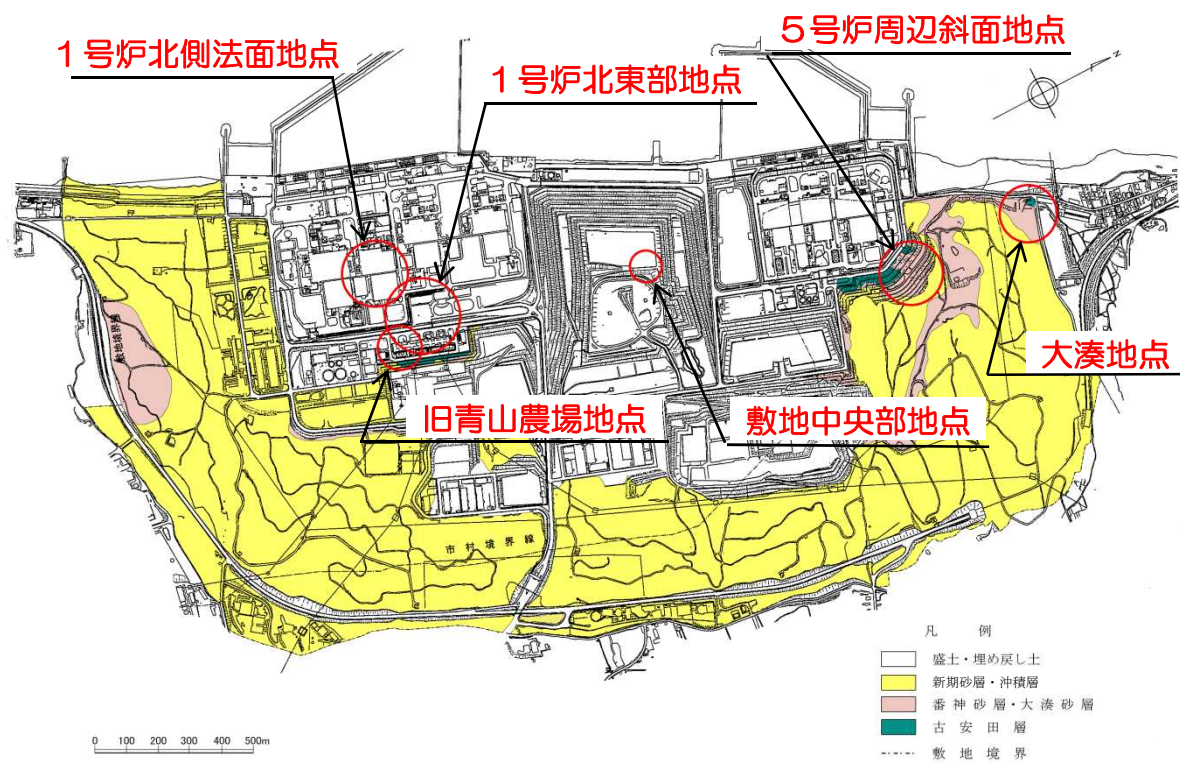 5号炉周辺斜面地点
1号炉北側法面地点
1号炉北東部地点
N
大湊地点
敷地境界線
旧青山農場地点
敷地中央部地点
市村境界線
凡 例
盛土・埋め戻し土
新期砂層・沖積層
番神砂層・大湊砂層
古安田層
敷地境界
0 100 200 300 400 500m